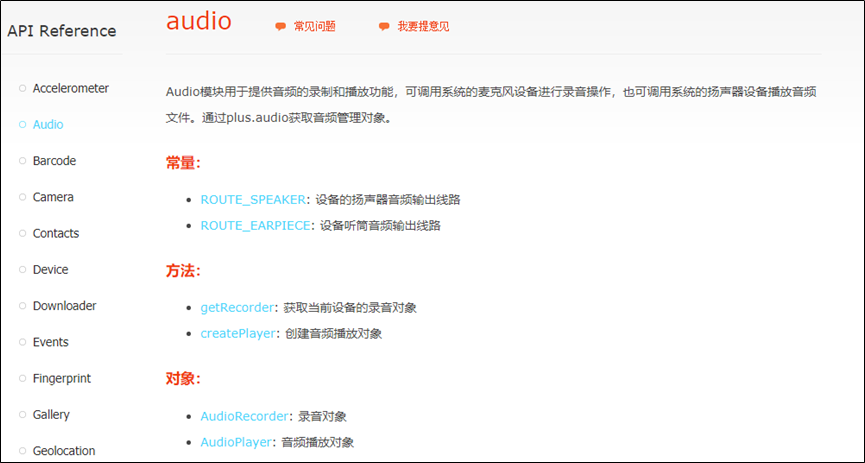 API Reference
Accelerometer
Audio
Barcode
Camera
Contacts
Device
Downloader
Events
Fingerprint
Gallery
Geolocation
audio
常见问题
我要提意见
Audio模块用于提供音频的录制和播放功能，可调用系统的麦克风设备进行录音操作，也可调用系统的扬声器设备播放音频
文件。通过plus.audio获取音频管理对象。
常量：
ROUTE_SPEAKER: 设备的扬声器音频输出线路
ROUTE_EARPIECE: 设备听筒音频输出线路
方法：
getRecorder: 获取当前设备的录音对象
createPlayer: 创建音频播放对象
对象：
AudioRecorder: 录音对象
AudioPlayer: 音频播放对象